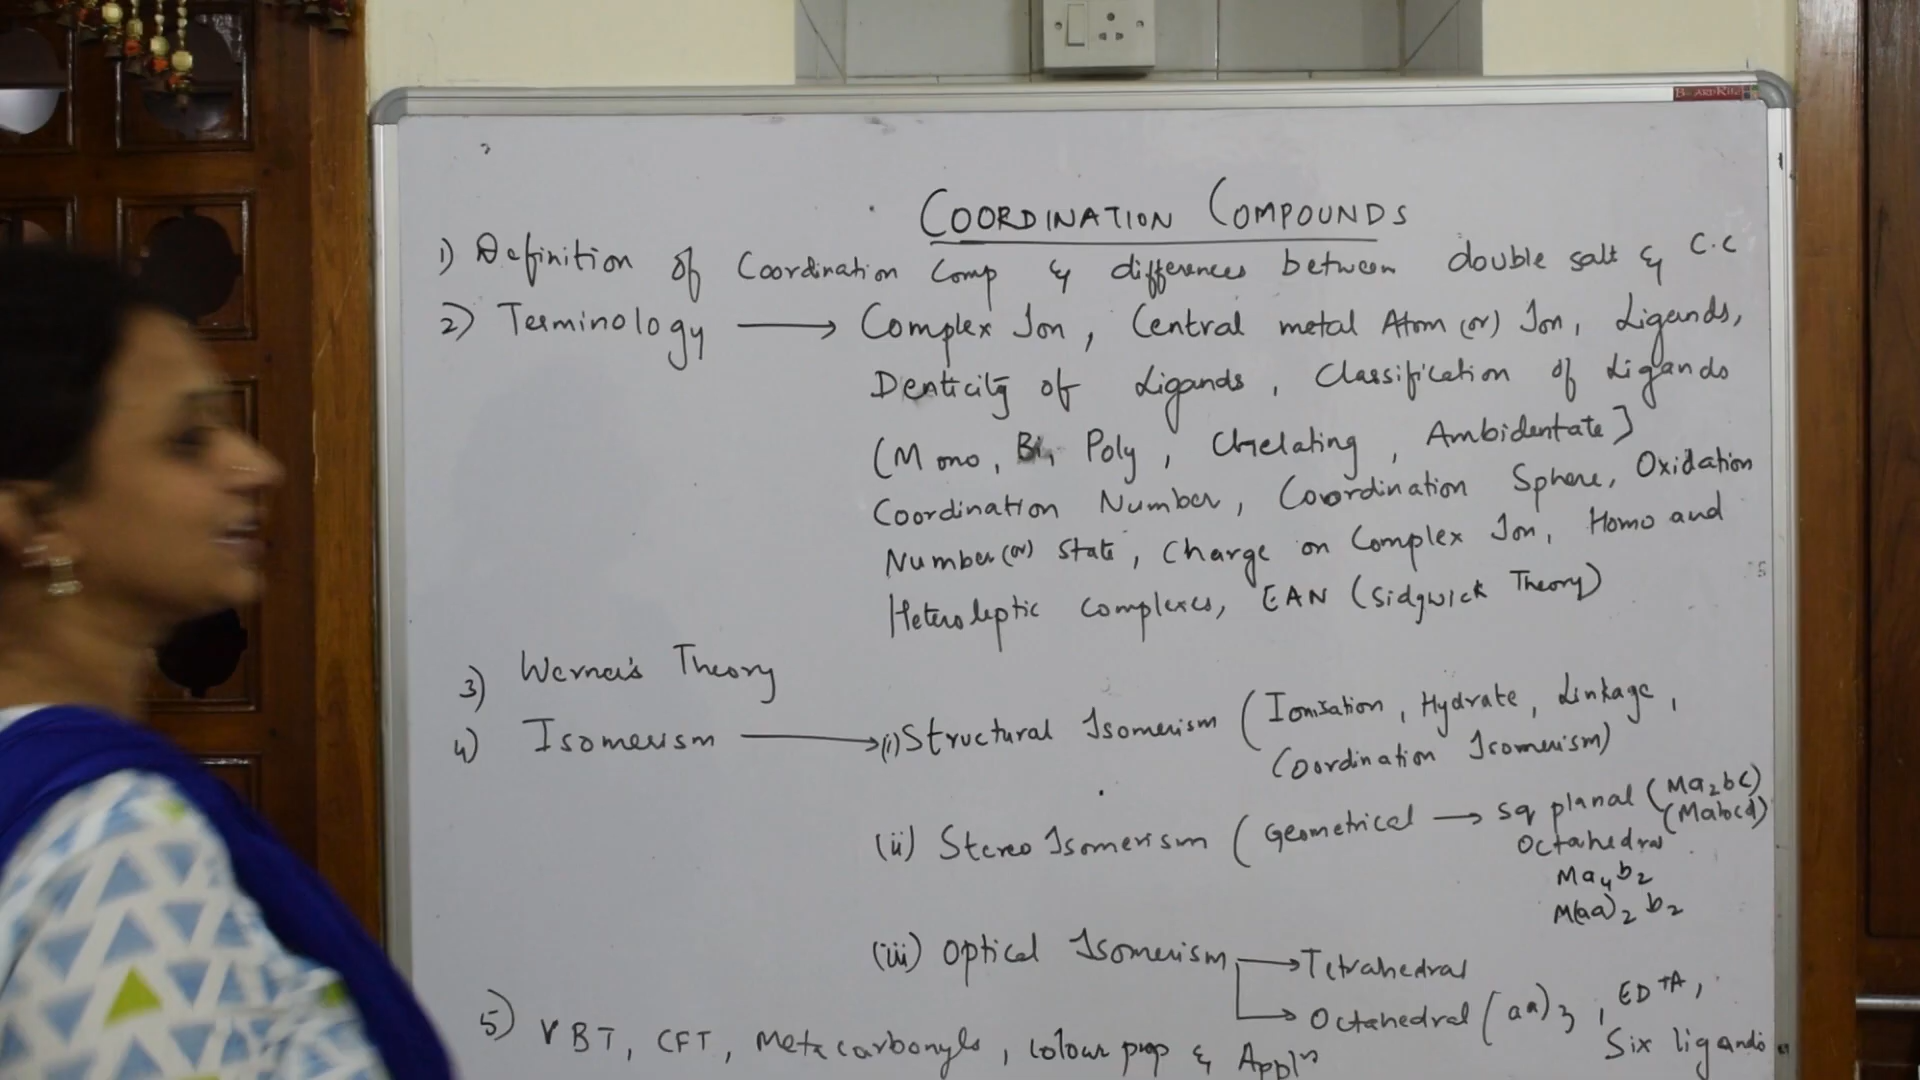 COORDINATION COMPOUNDS
1) Definition of Coordination Comp & differences between double salt & C.C
2) Terminology → Complex Ion, Central metal Atom (or) Ion, Ligands,
Denticity of Ligands, Classification of Ligands
(Mono, Bi, Poly, Chelating, Ambidentate]
Coordination Number, Coordination Sphere, Oxidation
Number (or) State, Charge on Complex Ion, Homo and
Heteroleptic complexes, EAN (Sidgwick Theory)
3) Werner's Theory
4) Isomerism → (i) Structural Isomerism (Ionisation, Hydrate, Linkage,
Coordination Isomerism)
(ii) Stereo Isomerism (Geometrical → sq planal (Ma₂bc)
(Mabcd)
Octahedral
Ma₄b₂
M(aa)₂b₂
(iii) Optical Isomerism → Tetrahedral
→ Octahedral (aa)₃, EDTA,
Six ligands
5) VBT, CFT, Metal carbonyls, Colour prop & Appl^n